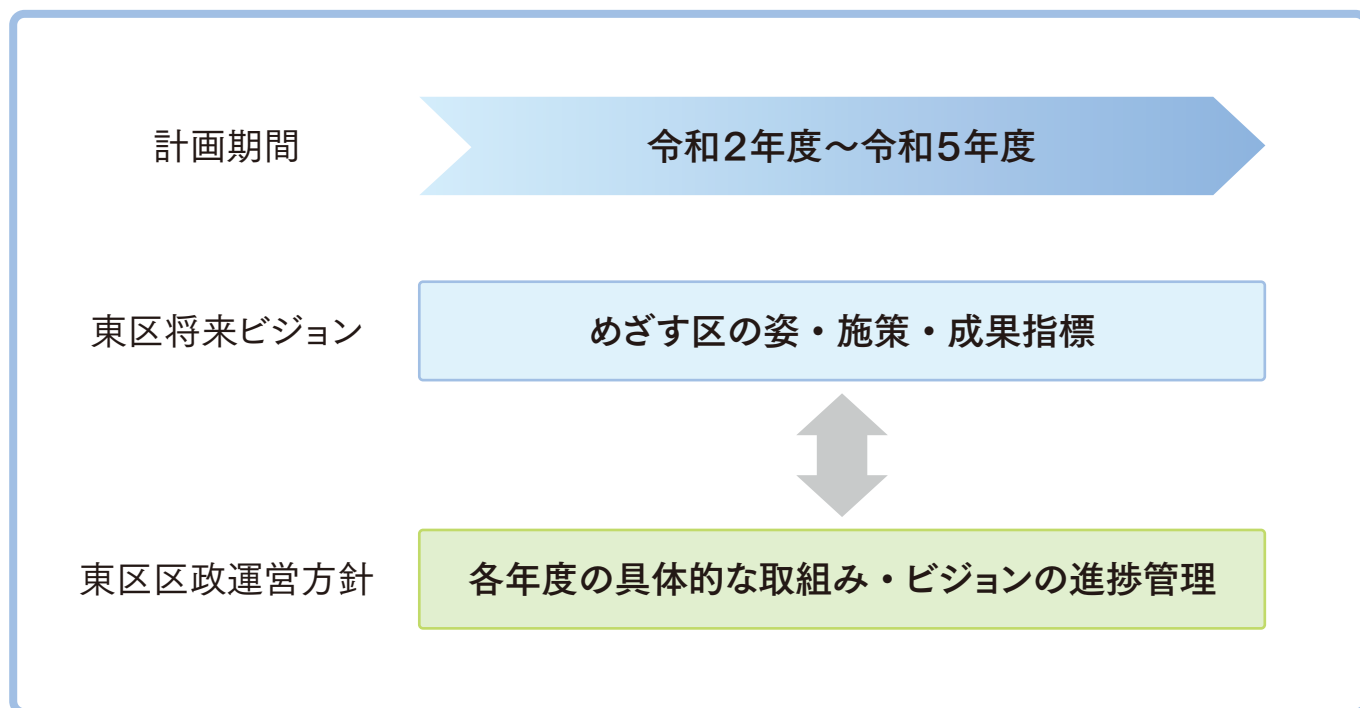 計画期間
令和2年度～令和5年度
東区将来ビジョン
めざす区の姿・施策・成果指標
東区区政運営方針
各年度の具体的な取組み・ビジョンの進捗管理